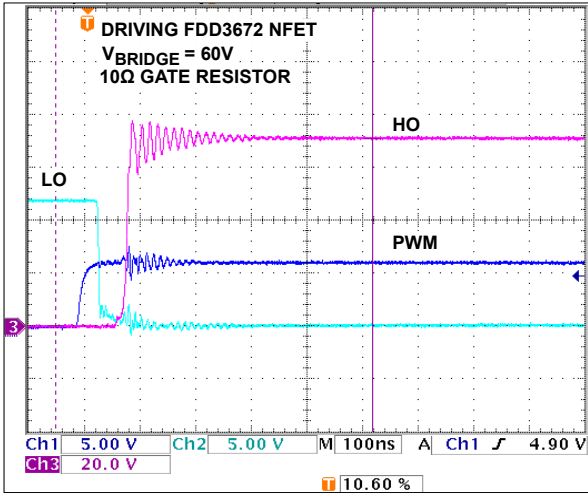 T DRIVING FDD3672 NFET
VBRIDGE = 60V
10Ω GATE RESISTOR
HO
LO
PWM
3
Ch1 5.00 V Ch2 5.00 V M 100ns A Ch1 ƒ 4.90 V
Ch3 20.0 V
T 10.60 %